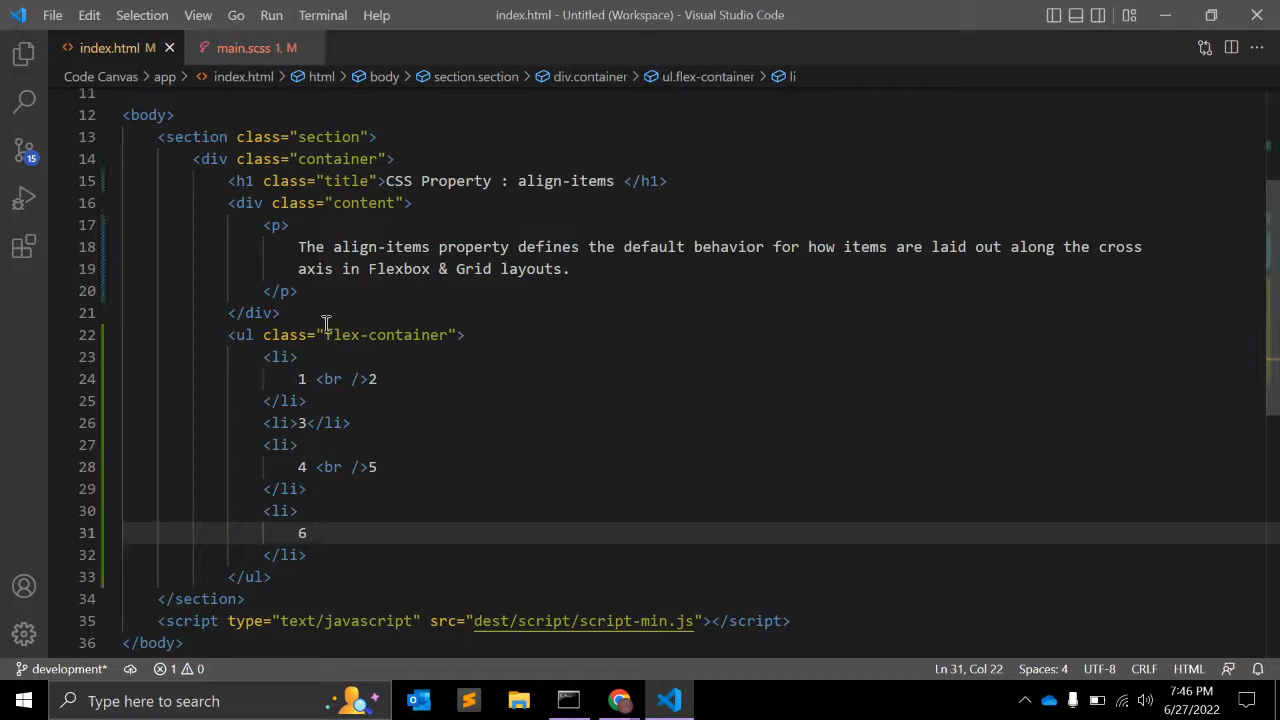 File Edit Selection View Go Run Terminal Help index.html - Untitled (Workspace) - Visual Studio Code
index.html M main.scss 1, M
Code Canvas app index.html html body section.section div.container ul.flex-container li
11
12 <body>
13 <section class="section">
14 <div class="container">
15 <h1 class="title">CSS Property : align-items </h1>
16 <div class="content">
17 <p>
18 The align-items property defines the default behavior for how items are laid out along the cross
19 axis in Flexbox & Grid layouts.
20 </p>
21 </div>
22 <ul class="flex-container">
23 <li>
24 1 <br />2
25 </li>
26 <li>3</li>
27 <li>
28 4 <br />5
29 </li>
30 <li>
31 6
32 </li>
33 </ul>
34 </section>
35 <script type="text/javascript" src="dest/script/script-min.js"></script>
36 </body>
15
development* 1 0 Ln 31, Col 22 Spaces: 4 UTF-8 CRLF HTML
Type here to search
7:46 PM
6/27/2022